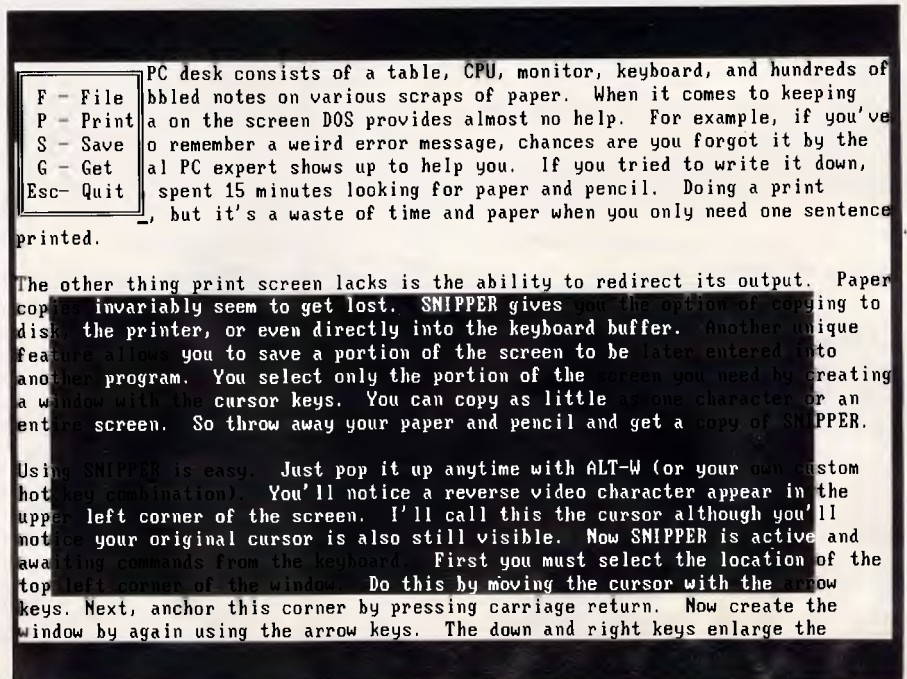 F - File
P - Print
S - Save
G - Get
Esc- Quit
PC desk consists of a table, CPU, monitor, keyboard, and hundreds of
bbled notes on various scraps of paper. When it comes to keeping
a on the screen DOS provides almost no help. For example, if you've
o remember a weird error message, chances are you forgot it by the
al PC expert shows up to help you. If you tried to write it down,
spent 15 minutes looking for paper and pencil. Doing a print
_, but it's a waste of time and paper when you only need one sentence
printed.
The other thing print screen lacks is the ability to redirect its output. Paper
copies invariably seem to get lost. SNIPPER gives you the option of copying to
disk, the printer, or even directly into the keyboard buffer. Another unique
feature allows you to save a portion of the screen to be later entered into
another program. You select only the portion of the screen you need by creating
a window with the cursor keys. You can copy as little as one character or an
entire screen. So throw away your paper and pencil and get a copy of SNIPPER.
Using SNIPPER is easy. Just pop it up anytime with ALT-W (or your own custom
hot key combination). You'll notice a reverse video character appear in the
upper left corner of the screen. I'll call this the cursor although you'll
notice your original cursor is also still visible. Now SNIPPER is active and
awaiting commands from the keyboard. First you must select the location of the
top left corner of the window. Do this by moving the cursor with the arrow
keys. Next, anchor this corner by pressing carriage return. Now create the
window by again using the arrow keys. The down and right keys enlarge the